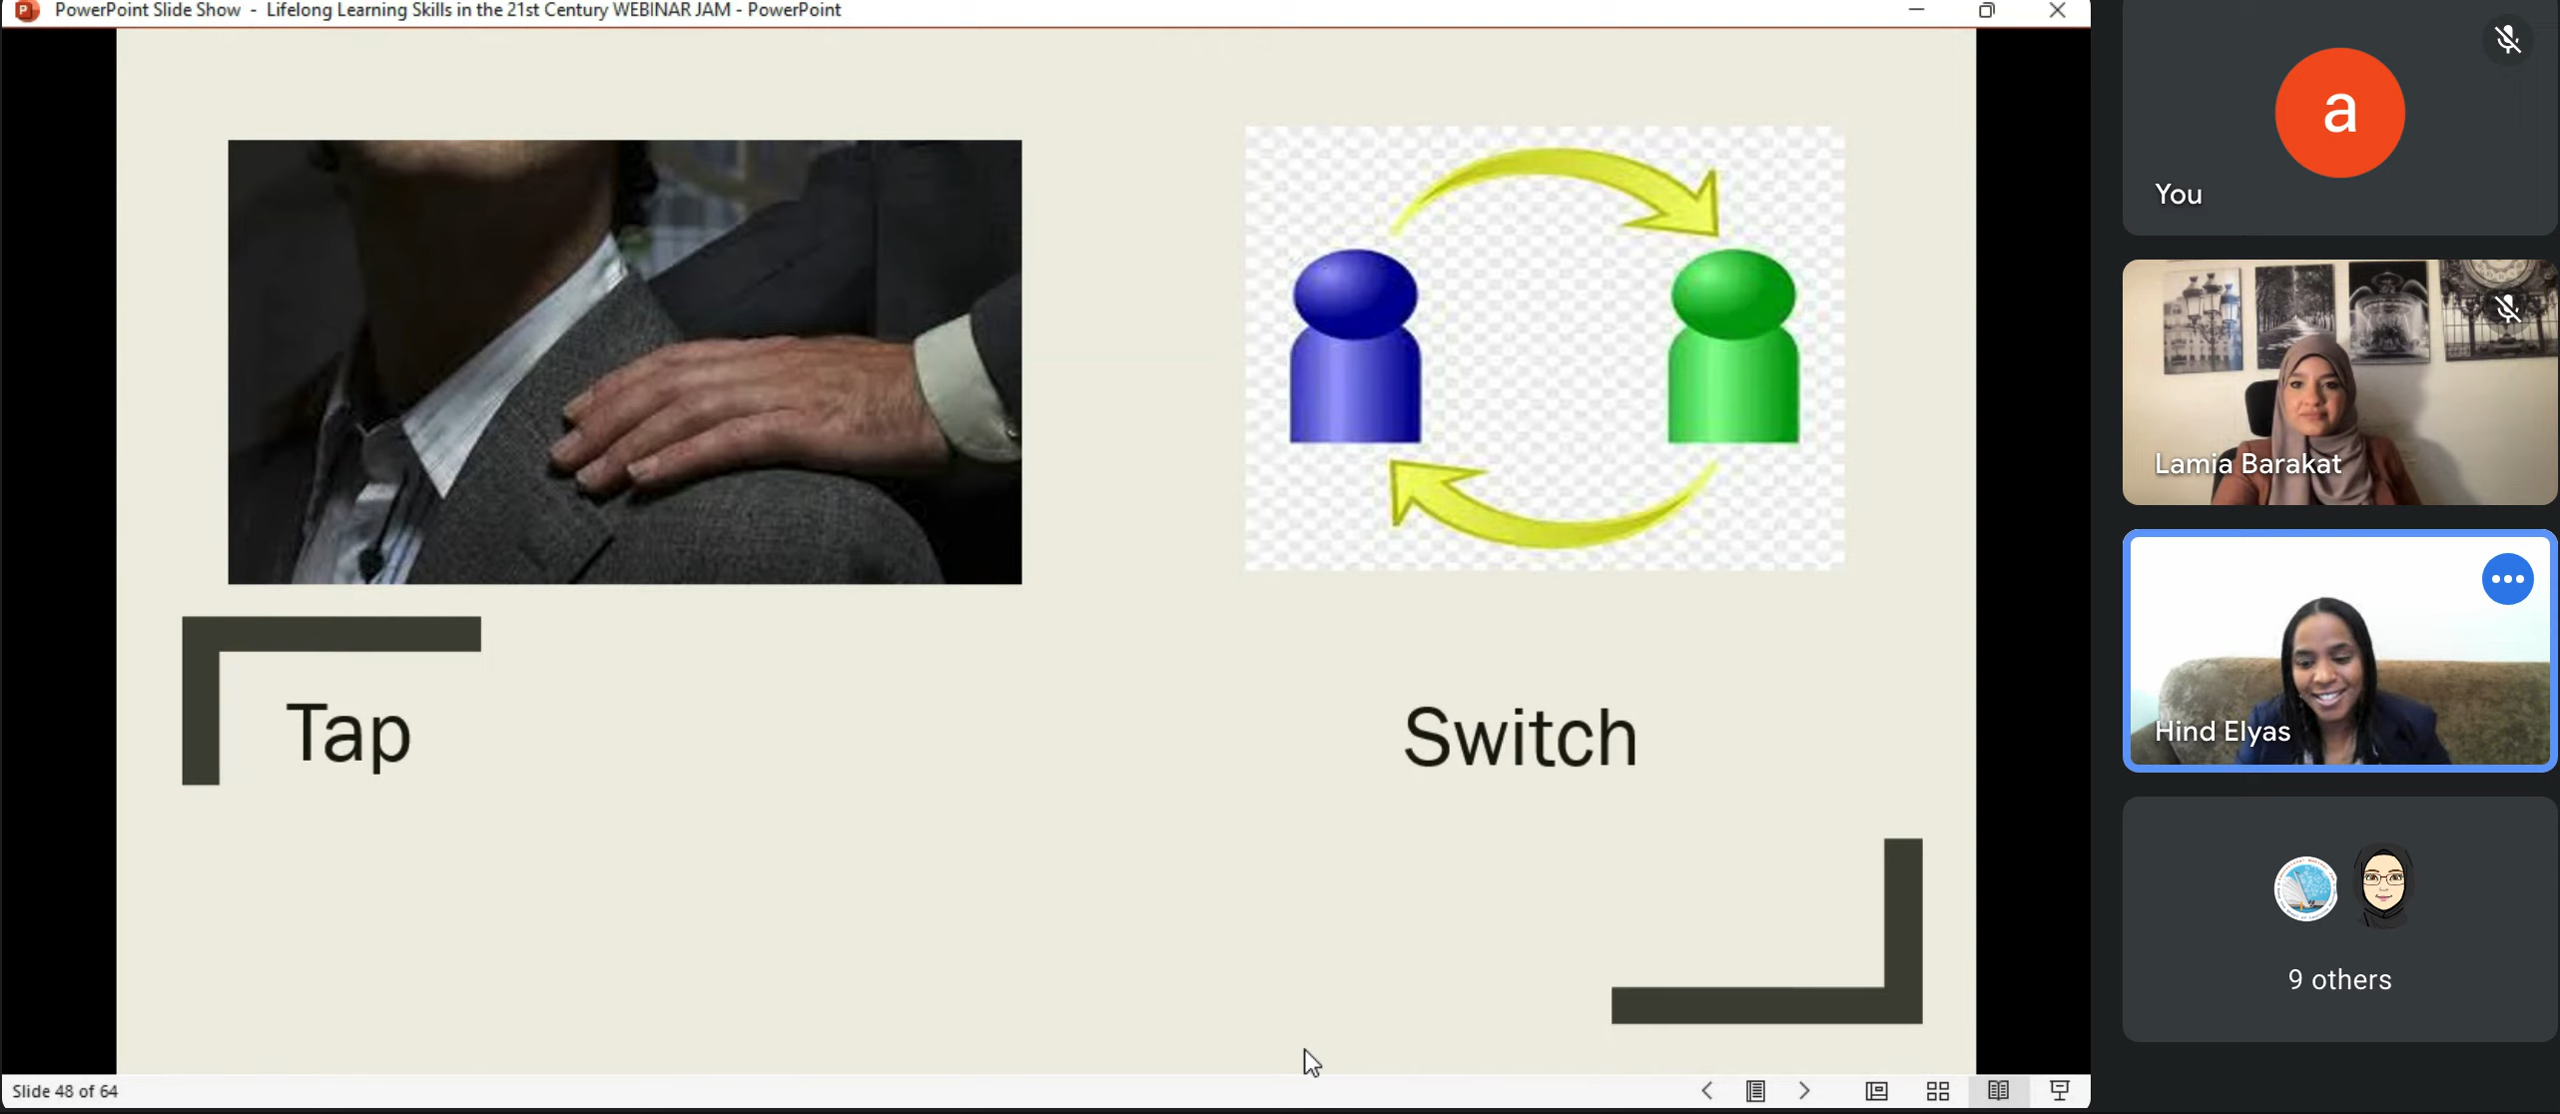 PowerPoint Slide Show - Lifelong Learning Skills in the 21st Century WEBINAR JAM - PowerPoint
Tap
Switch
Slide 48 of 64
a
You
Lamia Barakat
Hind Elyas
9 others